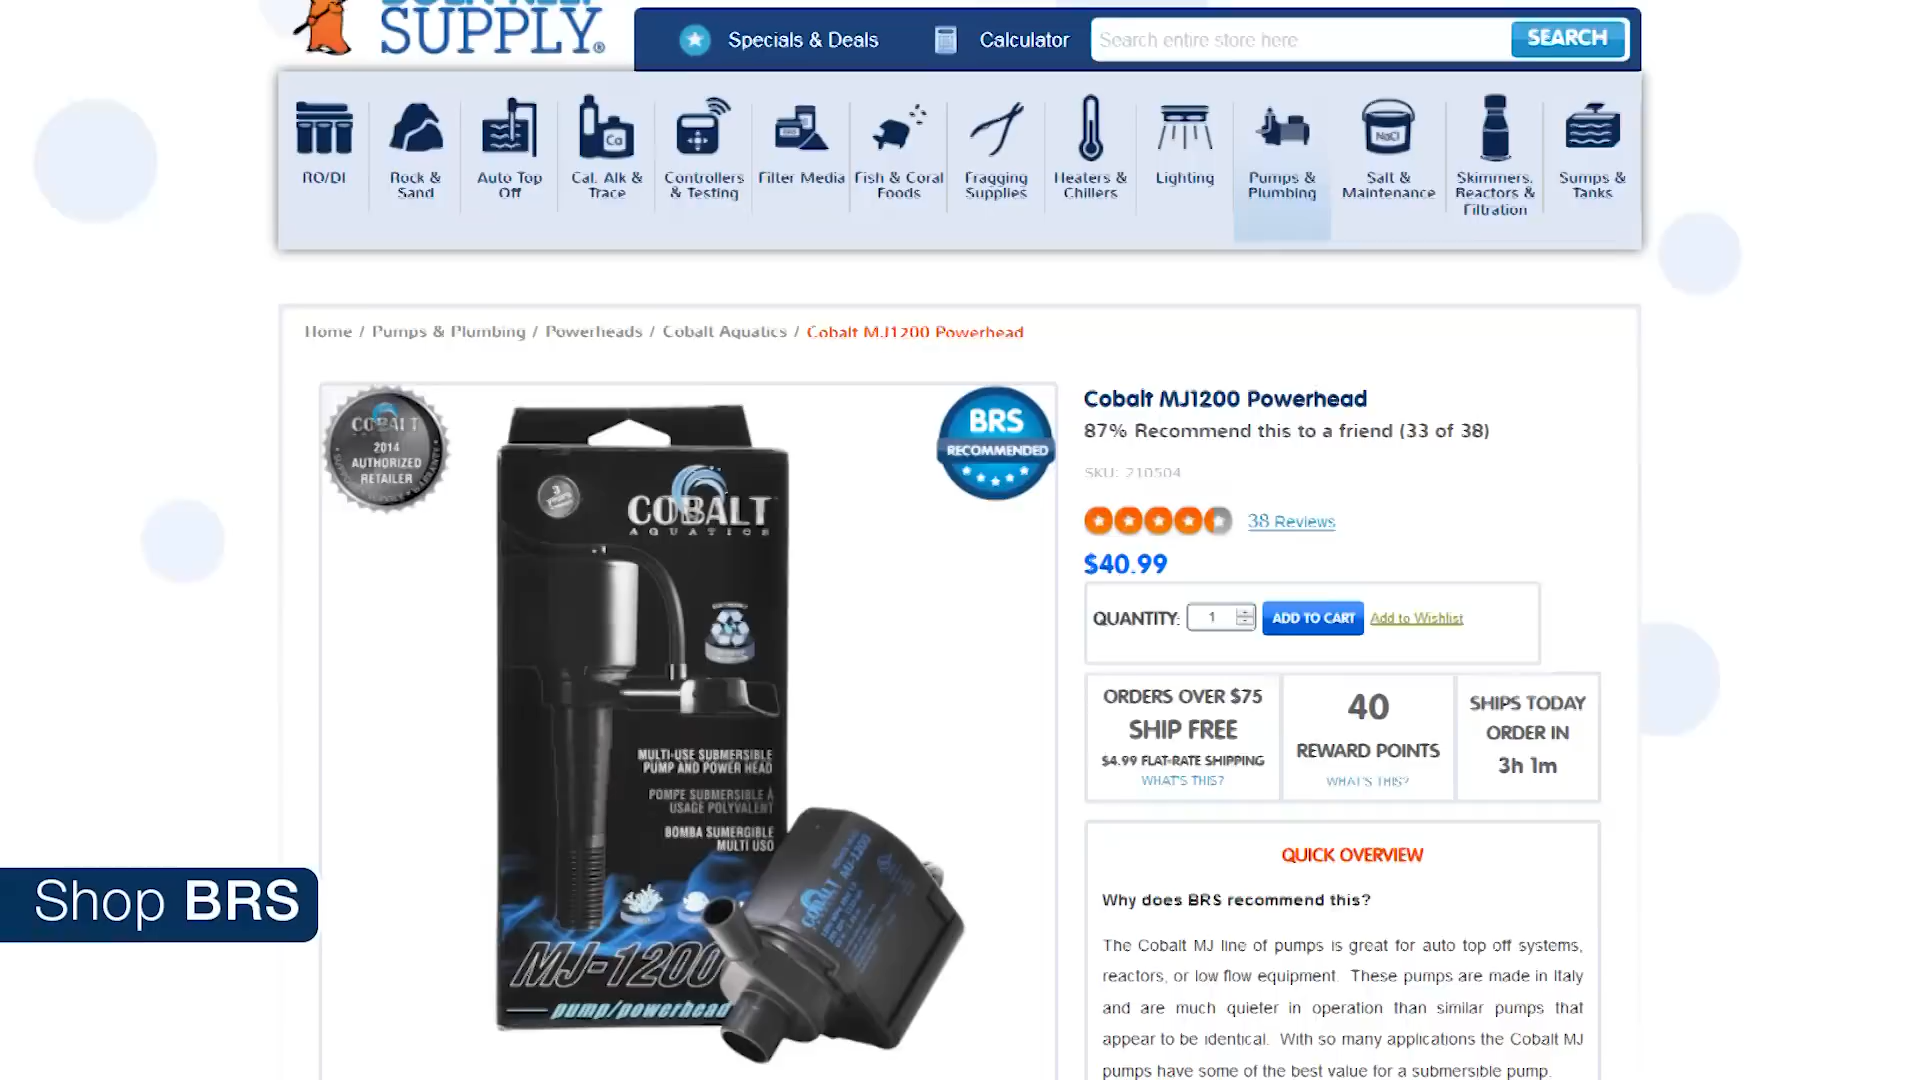 SUPPLY®
Specials & Deals
Calculator
Search entire store here
SEARCH
RO/DI
Rock &
Sand
Auto Top
Off
Ca
Cal. Alk &
Trace
Controllers
& Testing
Filter Media
Fish & Coral
Foods
Fragging
Supplies
Heaters &
Chillers
Lighting
Pumps &
Plumbing
NaCl
Salt &
Maintenance
Skimmers.
Reactors &
Filtration
Sumps &
Tanks
Home / Pumps & Plumbing / Powerheads / Cobalt Aquatics / Cobalt MJ1200 Powerhead
COBALT
2014
AUTHORIZED
RETAILER
BRS
RECOMMENDED
3
years
COBALT
AQUATICS
MULTI-USE SUBMERSIBLE
PUMP AND POWER HEAD
POMPE SUBMERSIBLE À
USAGE POLYVALENT
BOMBA SUMERGIBLE
MULTI USO
MJ-1200
pump/powerhead
COBALT MJ-1200
Cobalt MJ1200 Powerhead
87% Recommend this to a friend (33 of 38)
SKU: 210504
38 Reviews
$40.99
QUANTITY: 1 ADD TO CART Add to Wishlist
ORDERS OVER $75
SHIP FREE
$4.99 FLAT-RATE SHIPPING
WHAT'S THIS?
40
REWARD POINTS
WHAT'S THIS?
SHIPS TODAY
ORDER IN
3h 1m
QUICK OVERVIEW
Why does BRS recommend this?
The Cobalt MJ line of pumps is great for auto top off systems,
reactors, or low flow equipment. These pumps are made in Italy
and are much quieter in operation than similar pumps that
appear to be identical. With so many applications the Cobalt MJ
pumps have some of the best value for a submersible pump.
Shop BRS